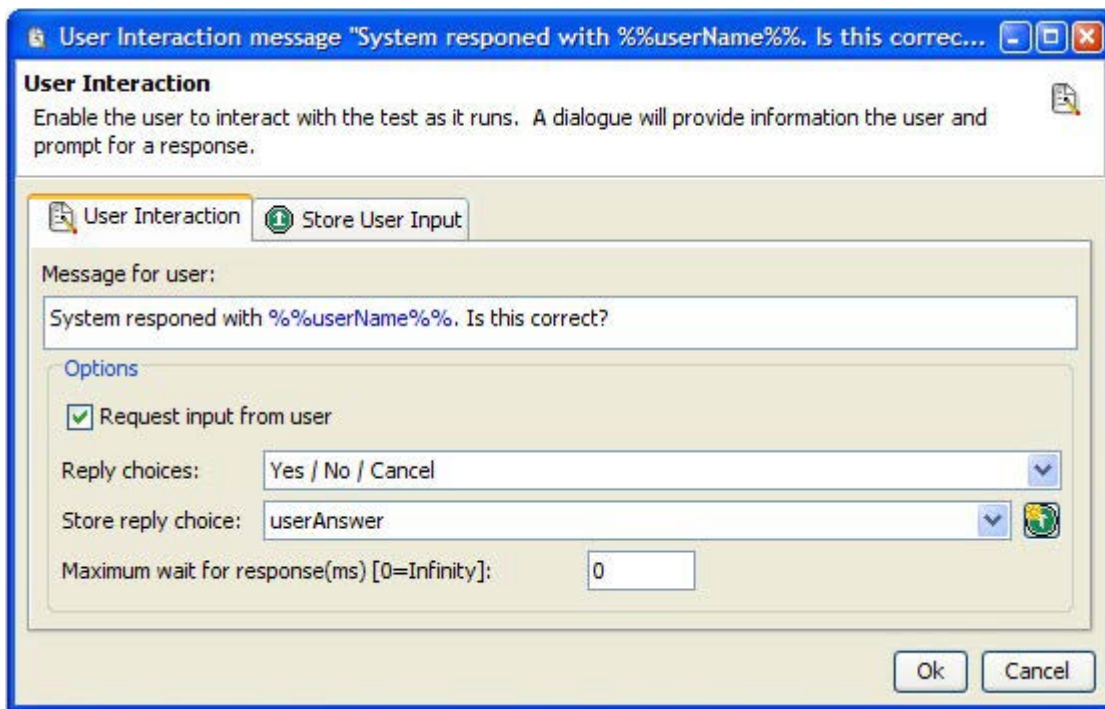 User Interaction message "System responed with %%userName%%. Is this correc...
User Interaction
Enable the user to interact with the test as it runs.  A dialogue will provide information the user and
prompt for a response.
User Interaction
Store User Input
Message for user:
System responed with %%userName%%. Is this correct?
Options
Request input from user
Reply choices: Yes / No / Cancel
Store reply choice: userAnswer
Maximum wait for response(ms) [0=Infinity]: 0
Ok Cancel